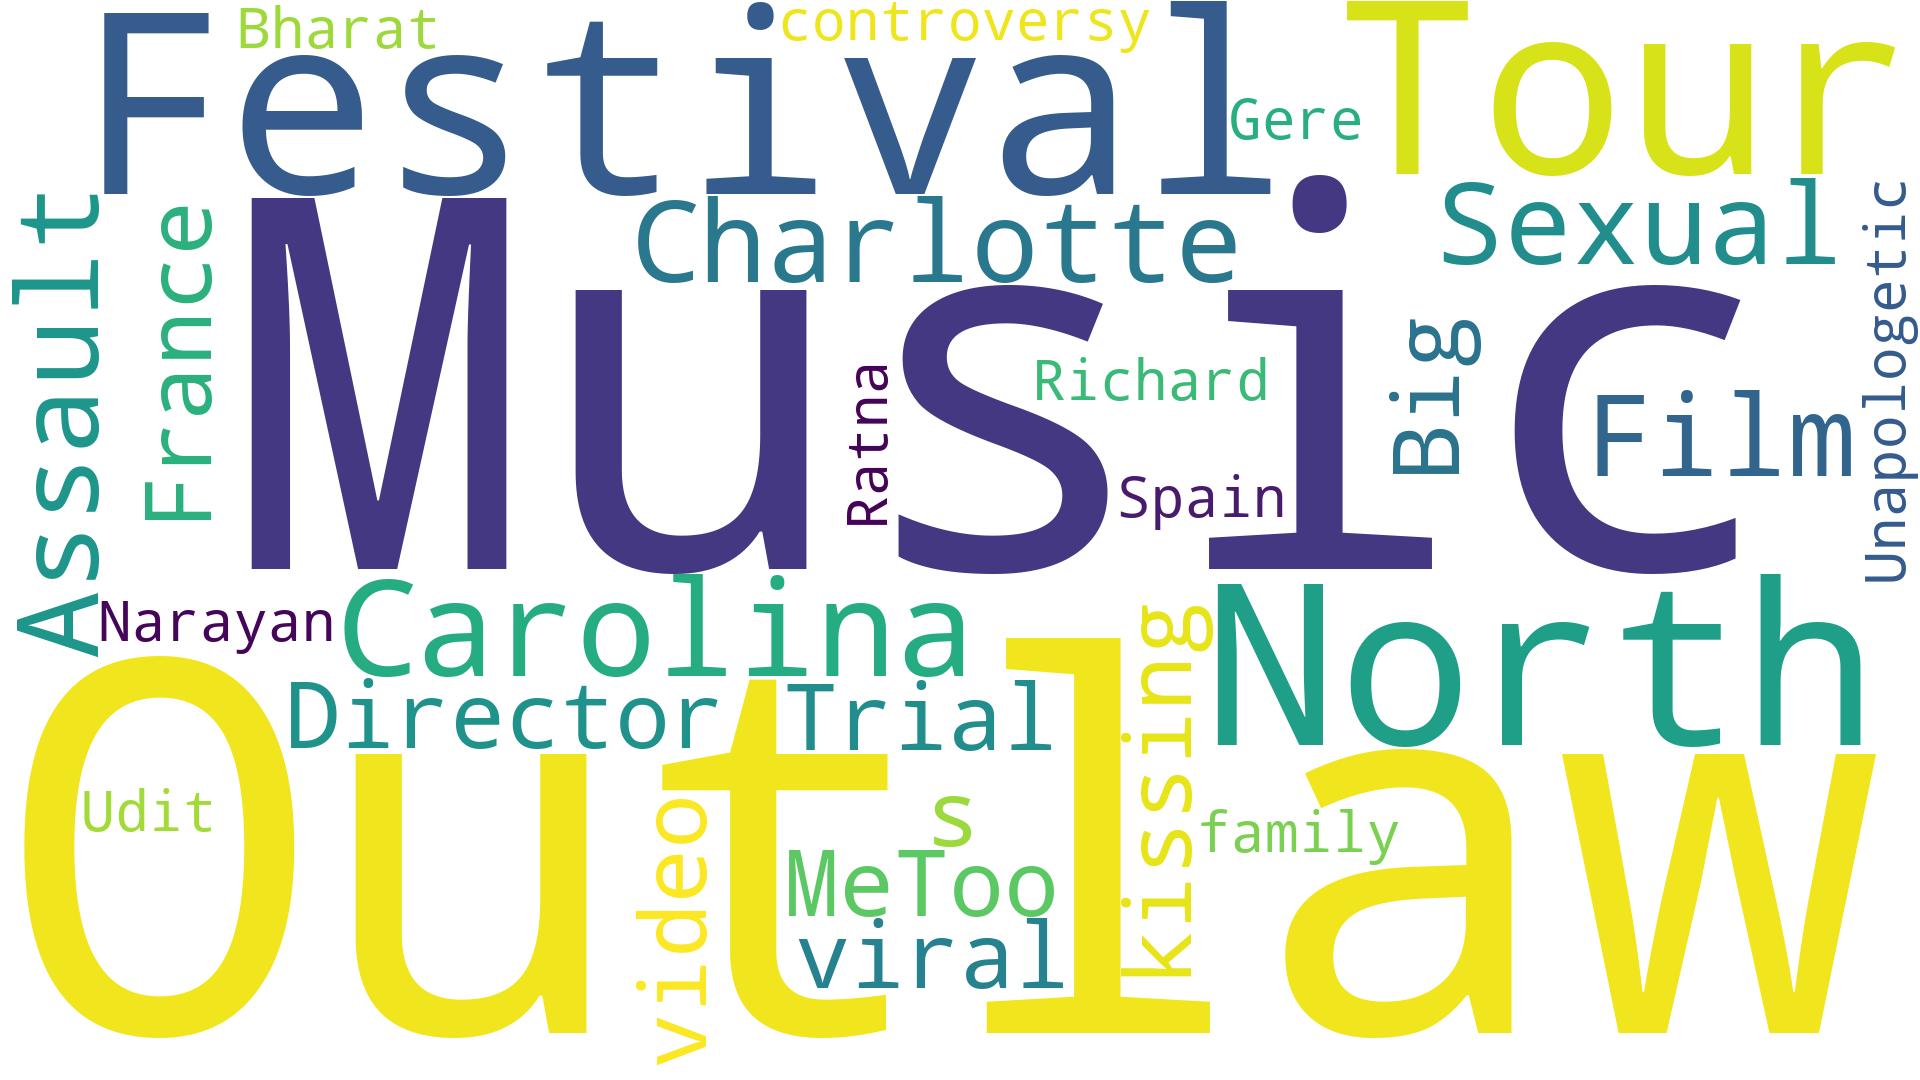 Bharat
controversy
Festival
Tour
Gere
Charlotte
Sexual
Assault
France
Music
Unapologetic
Ratna
Richard
Big
Film
Spain
Narayan
Carolina
North
Director
Trial
kissing
Outlaw
Udit
video
s
family
MeToo
viral